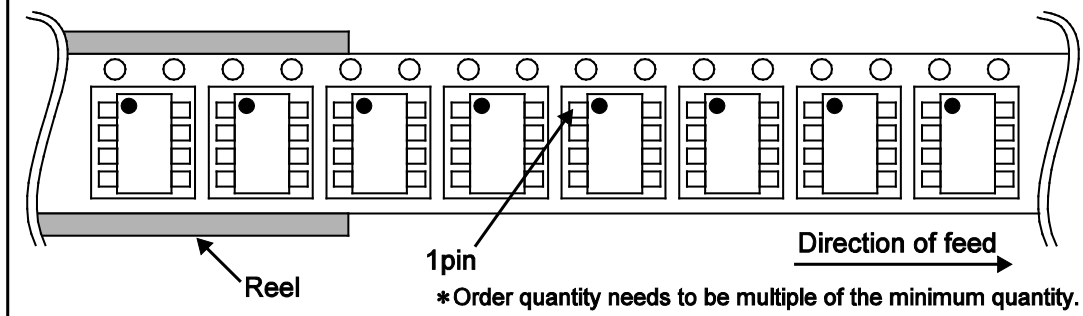 1pin
Direction of feed
Reel
*Order quantity needs to be multiple of the minimum quantity.